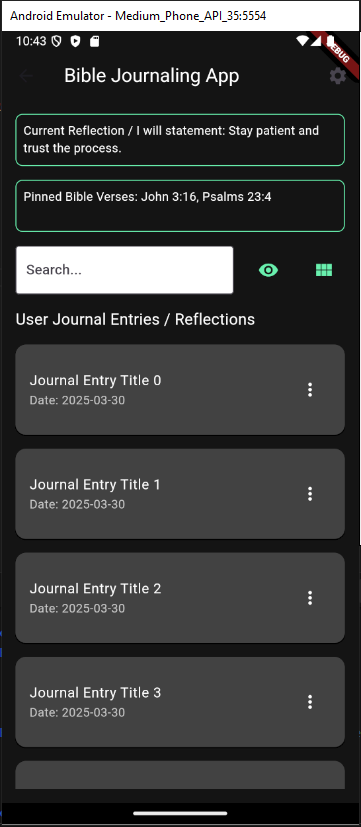 Android Emulator - Medium_Phone_API_35:5554
10:43
DEBUG
Bible Journaling App
Current Reflection / I will statement: Stay patient and
trust the process.
Pinned Bible Verses: John 3:16, Psalms 23:4
Search...
User Journal Entries / Reflections
Journal Entry Title 0
Date: 2025-03-30
Journal Entry Title 1
Date: 2025-03-30
Journal Entry Title 2
Date: 2025-03-30
Journal Entry Title 3
Date: 2025-03-30